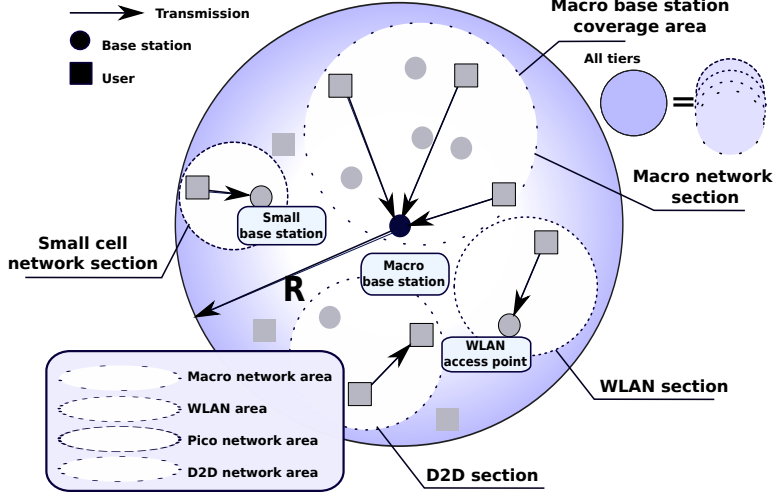 Transmission
Base station
User
Macro base station
coverage area
All tiers
=
Macro network
section
Small
base station
Small cell
network section
Macro
base station
R
WLAN
access point
WLAN section
Macro network area
WLAN area
Pico network area
D2D network area
D2D section